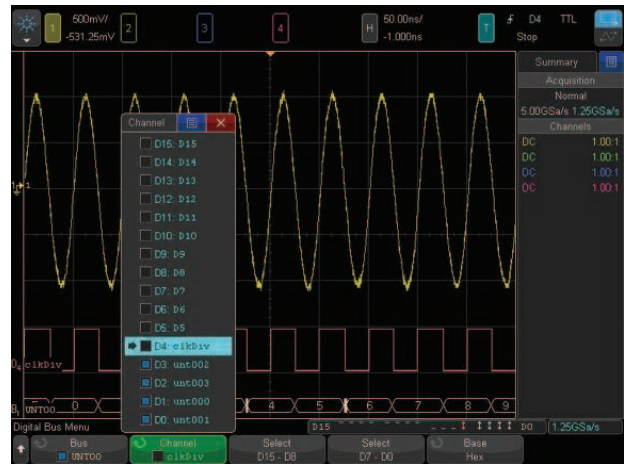 1 500mV/ 2 3 4 H 50.00ns/ T D4 TTL
-531.25mV -1.000ns Stop
Summary
Acquisition
Normal
5.00GSa/s 1.25GSa/s
Channels
DC 1.00:1
DC 1.00:1
DC 1.00:1
DC 1.00:1
Channel
D15: D15
D14: D14
D13: D13
D12: D12
D11: D11
D10: D10
D9: D9
D8: D8
D7: D7
D6: D6
D5: D5
D4: clkDiv
D3: unt002
D2: unt003
D1: unt000
D0: unt001
1
D4 clkDiv
B1 UNTOO 0 4 5 6 7 8 9
Digital Bus Menu D15 D0 1.25GSa/s
Bus Channel Select Select Base
UNTOO clkDiv D15 - D8 D7 - D0 Hex